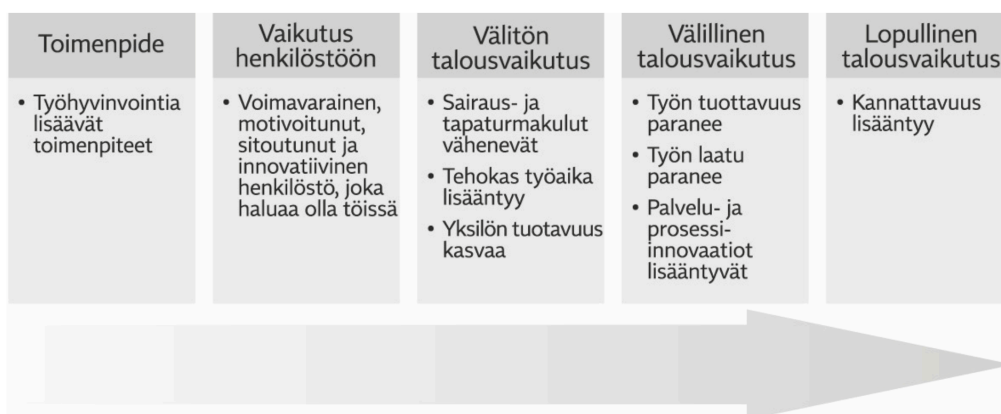 Toimenpide
• Työhyvinvointia
lisäävät
toimenpiteet
Vaikutus
henkilöstöön
• Voimavarainen,
motivoitunut,
sitoutunut ja
innovatiivinen
henkilöstö, joka
haluaa olla töissä
Välitön
talousvaikutus
• Sairaus- ja
tapaturmakulut
vähenevät
• Tehokas työaika
lisääntyy
• Yksilön tuotavuus
kasvaa
Välillinen
talousvaikutus
• Työn tuottavuus
paranee
• Työn laatu
paranee
• Palvelu- ja
prosessi-
innovaatiot
lisääntyvät
Lopullinen
talousvaikutus
• Kannattavuus
lisääntyy